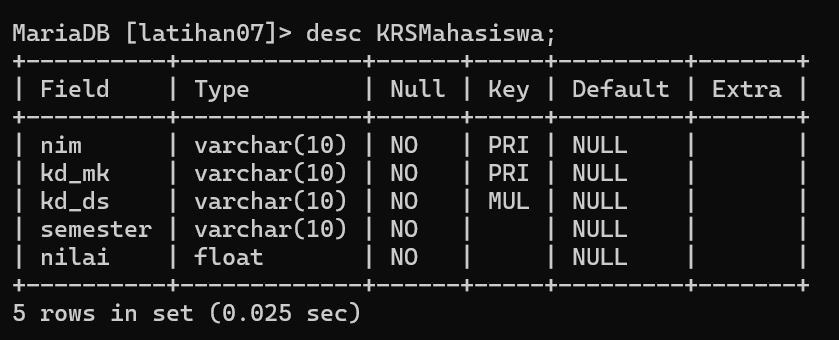 MariaDB [latihan07]> desc KRSMahasiswa;
+----------+-------------+------+-----+---------+-------+
| Field    | Type        | Null | Key | Default | Extra |
+----------+-------------+------+-----+---------+-------+
| nim      | varchar(10) | NO   | PRI | NULL    |       |
| kd_mk    | varchar(10) | NO   | PRI | NULL    |       |
| kd_ds    | varchar(10) | NO   | MUL | NULL    |       |
| semester | varchar(10) | NO   |     | NULL    |       |
| nilai    | float       | NO   |     | NULL    |       |
+----------+-------------+------+-----+---------+-------+
5 rows in set (0.025 sec)